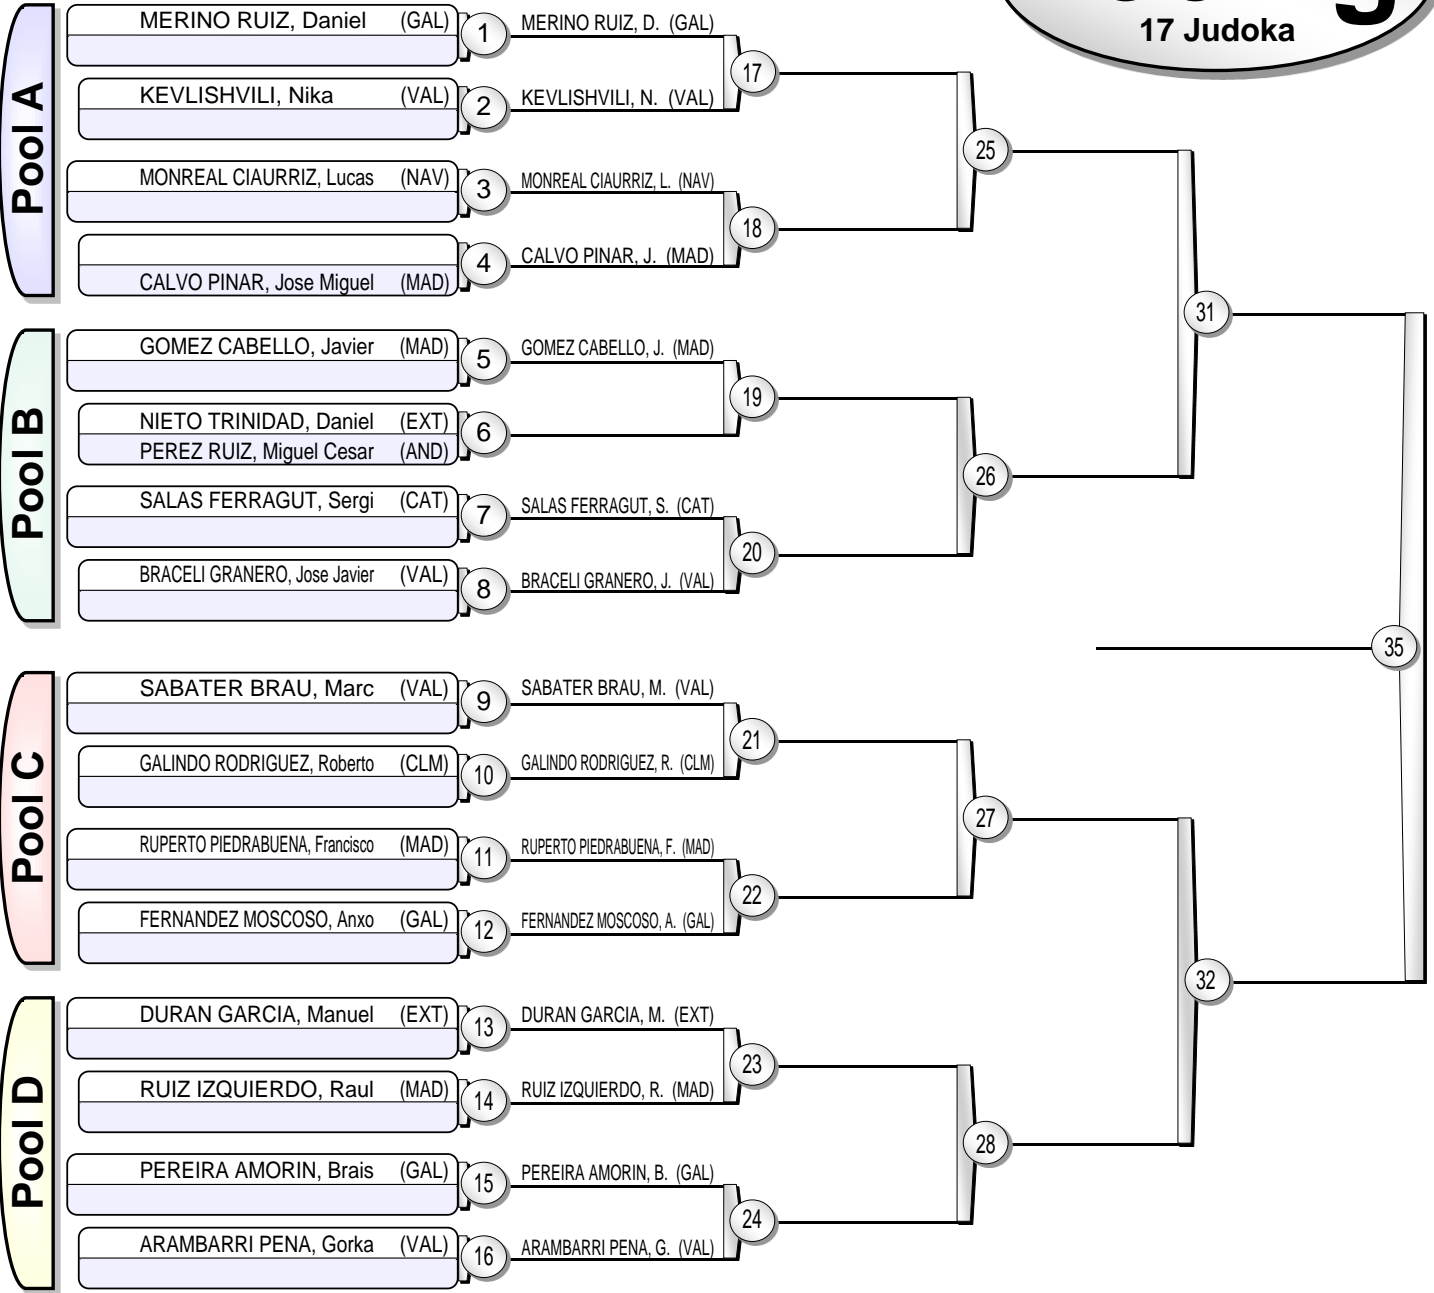 17 Judoka
Pool A
MERINO RUIZ, Daniel (GAL) 1 MERINO RUIZ, D. (GAL)
17
KEVLISHVILI, Nika (VAL) 2 KEVLISHVILI, N. (VAL)
25
MONREAL CIAURRIZ, Lucas (NAV) 3 MONREAL CIAURRIZ, L. (NAV)
18
4 CALVO PINAR, J. (MAD)
CALVO PINAR, Jose Miguel (MAD)
31
Pool B
GOMEZ CABELLO, Javier (MAD) 5 GOMEZ CABELLO, J. (MAD)
19
NIETO TRINIDAD, Daniel (EXT) 6
PEREZ RUIZ, Miguel Cesar (AND)
26
SALAS FERRAGUT, Sergi (CAT) 7 SALAS FERRAGUT, S. (CAT)
20
BRACELI GRANERO, Jose Javier (VAL) 8 BRACELI GRANERO, J. (VAL)
35
Pool C
SABATER BRAU, Marc (VAL) 9 SABATER BRAU, M. (VAL)
21
GALINDO RODRIGUEZ, Roberto (CLM) 10 GALINDO RODRIGUEZ, R. (CLM)
27
RUPERTO PIEDRABUENA, Francisco (MAD) 11 RUPERTO PIEDRABUENA, F. (MAD)
22
FERNANDEZ MOSCOSO, Anxo (GAL) 12 FERNANDEZ MOSCOSO, A. (GAL)
32
Pool D
DURAN GARCIA, Manuel (EXT) 13 DURAN GARCIA, M. (EXT)
23
RUIZ IZQUIERDO, Raul (MAD) 14 RUIZ IZQUIERDO, R. (MAD)
28
PEREIRA AMORIN, Brais (GAL) 15 PEREIRA AMORIN, B. (GAL)
24
ARAMBARRI PENA, Gorka (VAL) 16 ARAMBARRI PENA, G. (VAL)